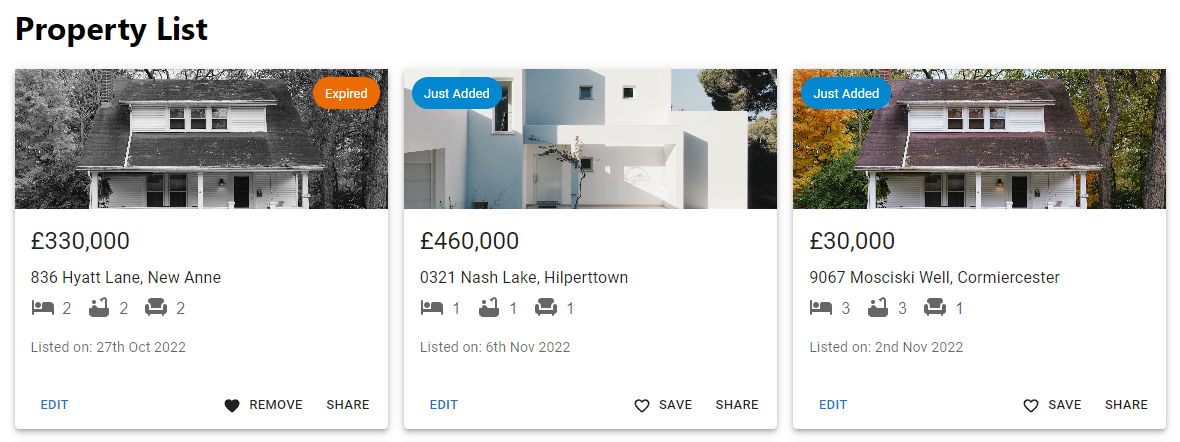 Property List
Expired
£330,000
836 Hyatt Lane, New Anne
2 2 2
Listed on: 27th Oct 2022
EDIT REMOVE SHARE
Just Added
£460,000
0321 Nash Lake, Hilperttown
1 1 1
Listed on: 6th Nov 2022
EDIT SAVE SHARE
Just Added
£30,000
9067 Mosciski Well, Cormiercester
3 3 1
Listed on: 2nd Nov 2022
EDIT SAVE SHARE